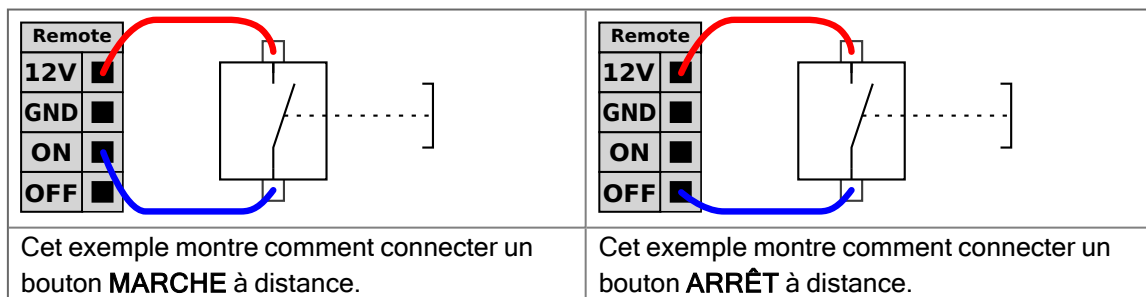 Remote
12V
GND
ON
OFF
Cet exemple montre comment connecter un
bouton MARCHE à distance.
Remote
12V
GND
ON
OFF
Cet exemple montre comment connecter un
bouton ARRÊT à distance.